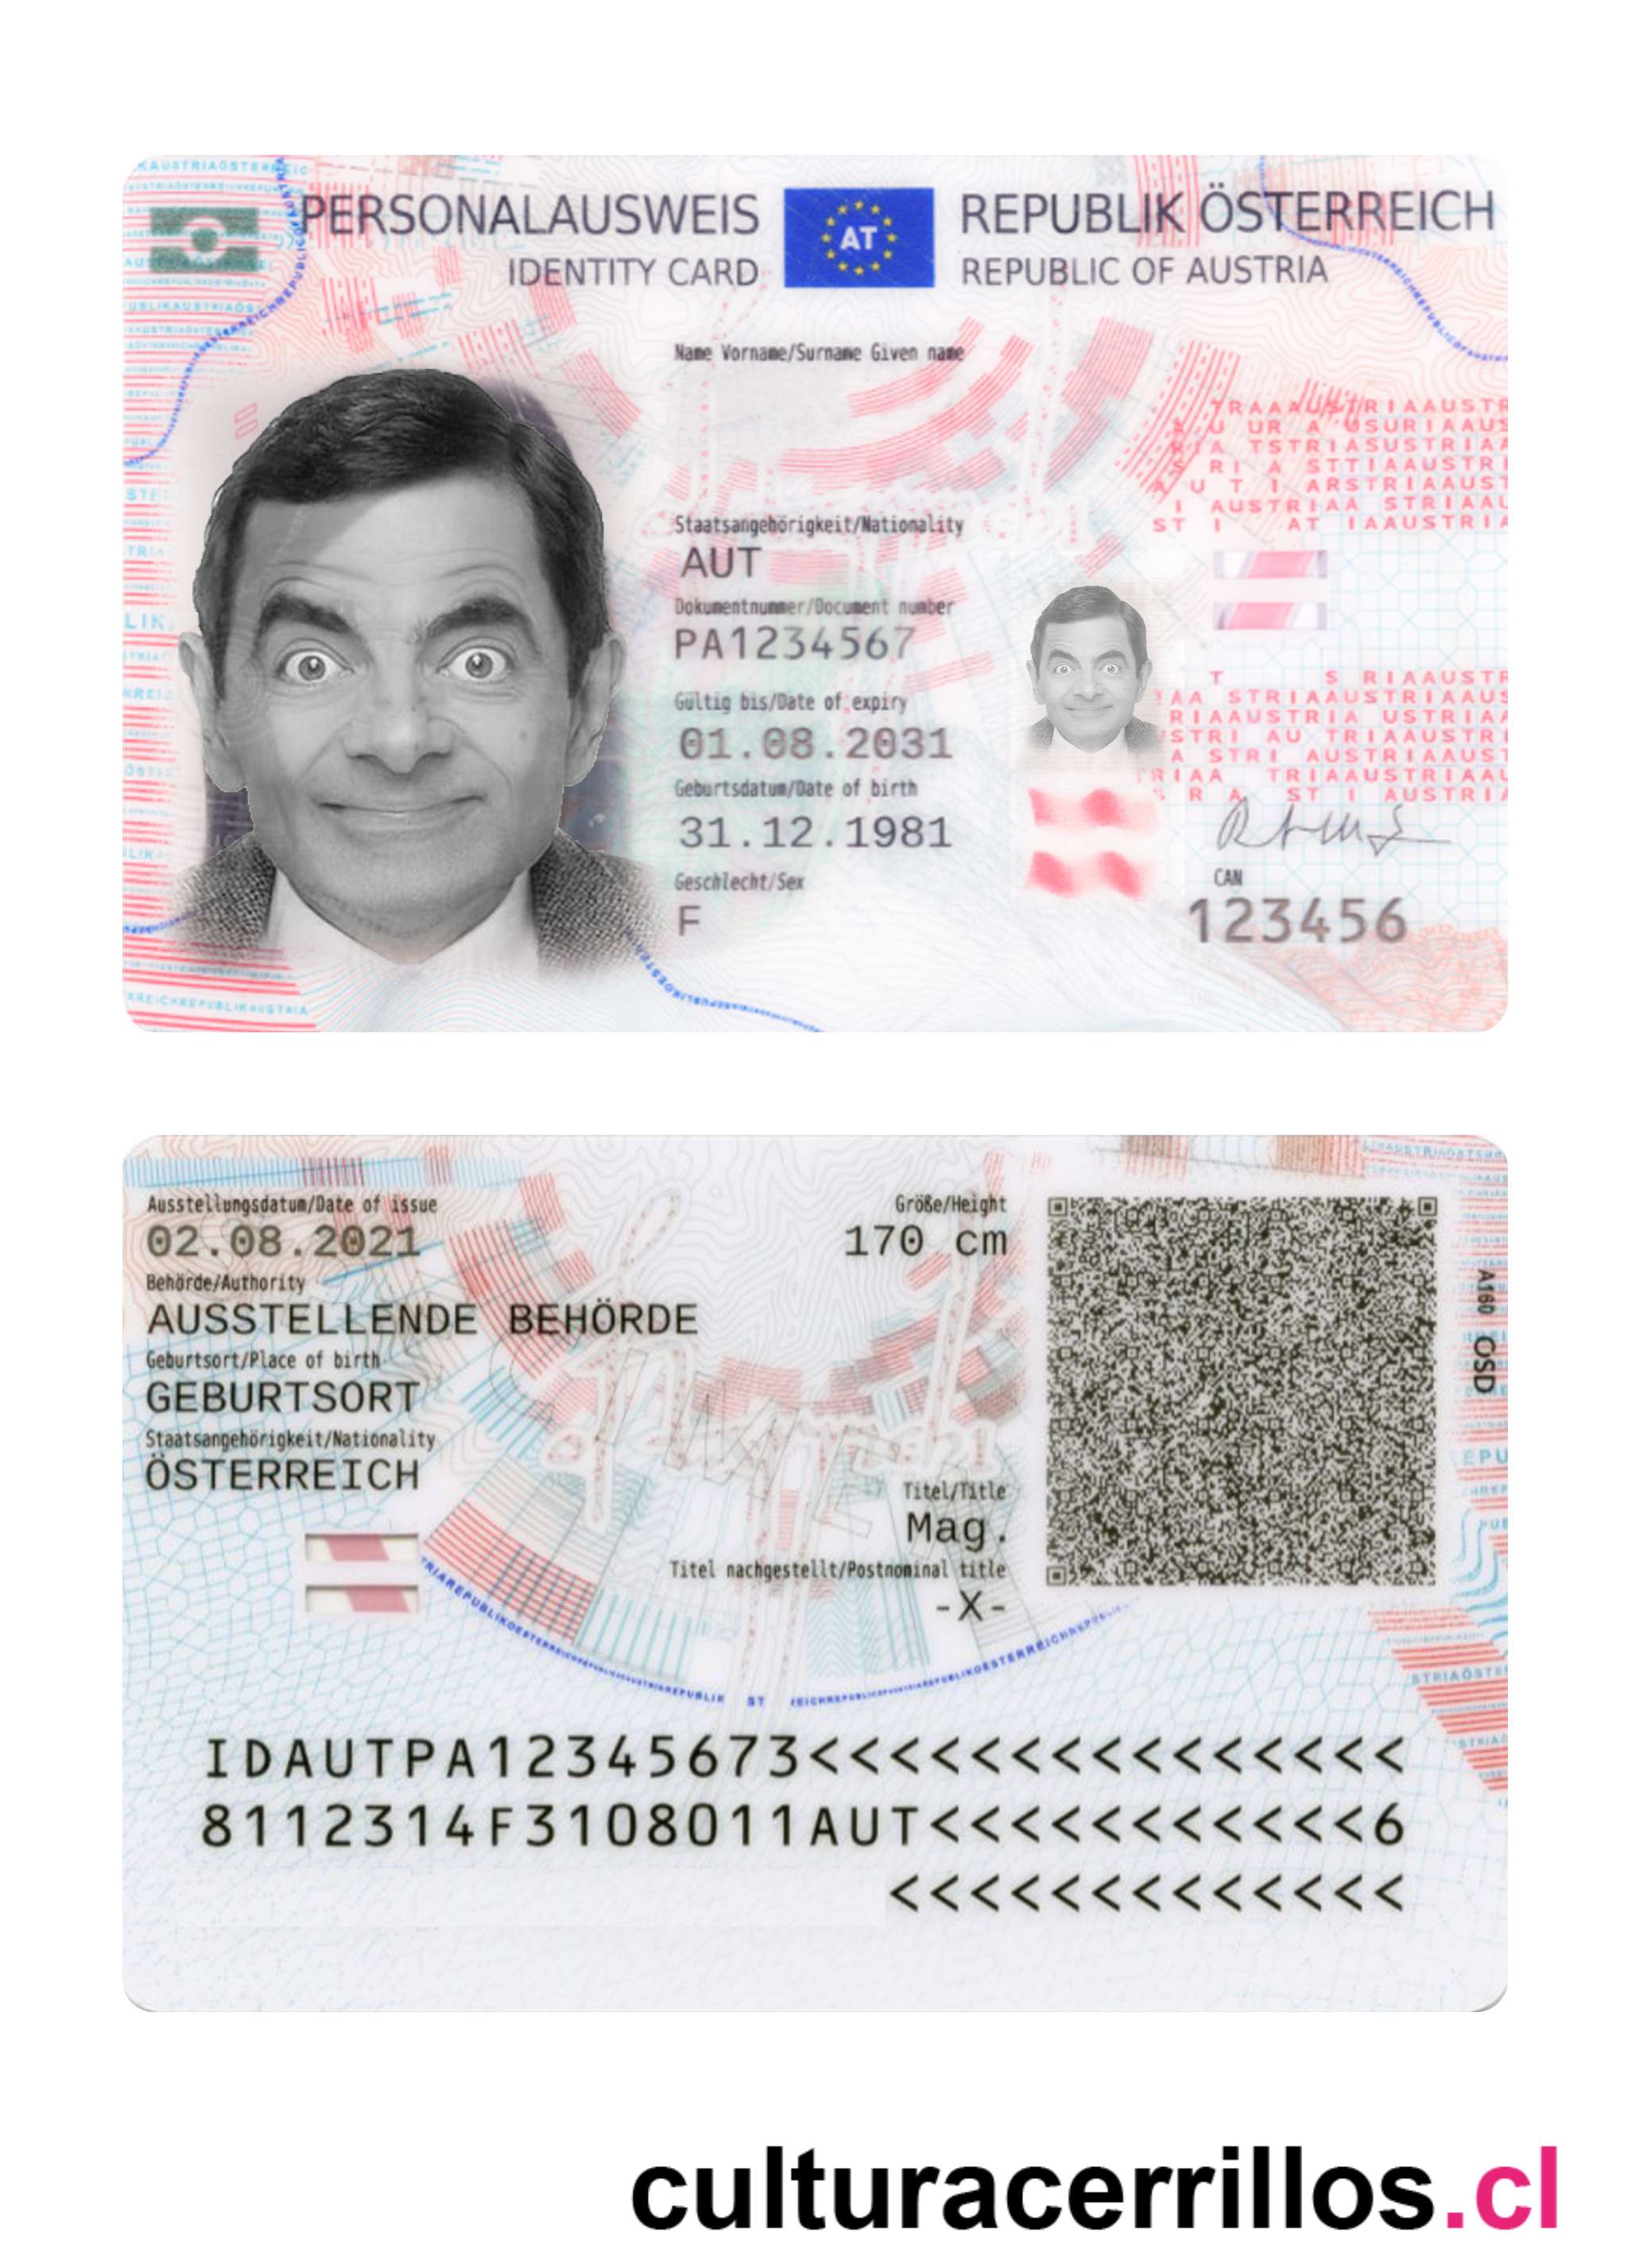 PERSONALAUSWEIS
IDENTITY CARD
AT
REPUBLIK ÖSTERREICH
REPUBLIC OF AUSTRIA
Name Vorname/Surname Given name
Staatsangehörigkeit/Nationality
AUT
Dokumentnummer/Document number
PA1234567
Gültig bis/Date of expiry
01.08.2031
Geburtsdatum/Date of birth
31.12.1981
Geschlecht/Sex
F
CAN
123456
Ausstellungsdatum/Date of issue
02.08.2021
Größe/Height
170 cm
Behörde/Authority
AUSSTELLENDE BEHÖRDE
Geburtsort/Place of birth
GEBURTSORT
Staatsangehörigkeit/Nationality
ÖSTERREICH
Titel/Title
Mag.
Titel nachgestellt/Postnominal title
-X-
A160 OSD
IDAUTPA12345673<<<<<<<<<<<<<<<
8112314F3108011AUT<<<<<<<<<<<6
<<<<<<<<<<<<<
culturacerrillos.cl